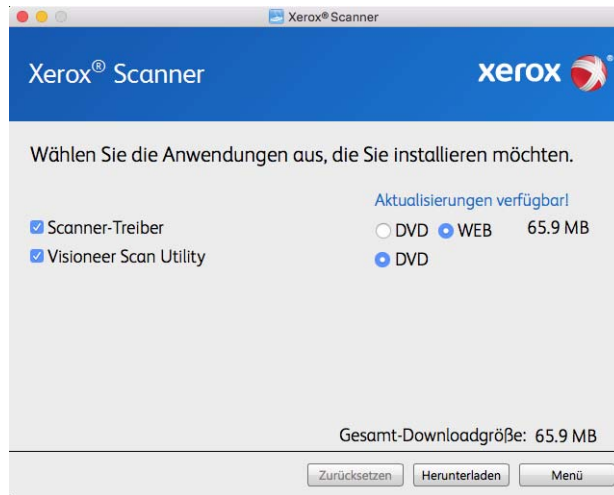 Xerox® Scanner
Xerox® Scanner
xerox ®
Wählen Sie die Anwendungen aus, die Sie installieren möchten.
Aktualisierungen verfügbar!
Scanner-Treiber DVD WEB 65.9 MB
Visioneer Scan Utility DVD
Gesamt-Downloadgröße: 65.9 MB
Zurücksetzen Herunterladen Menü